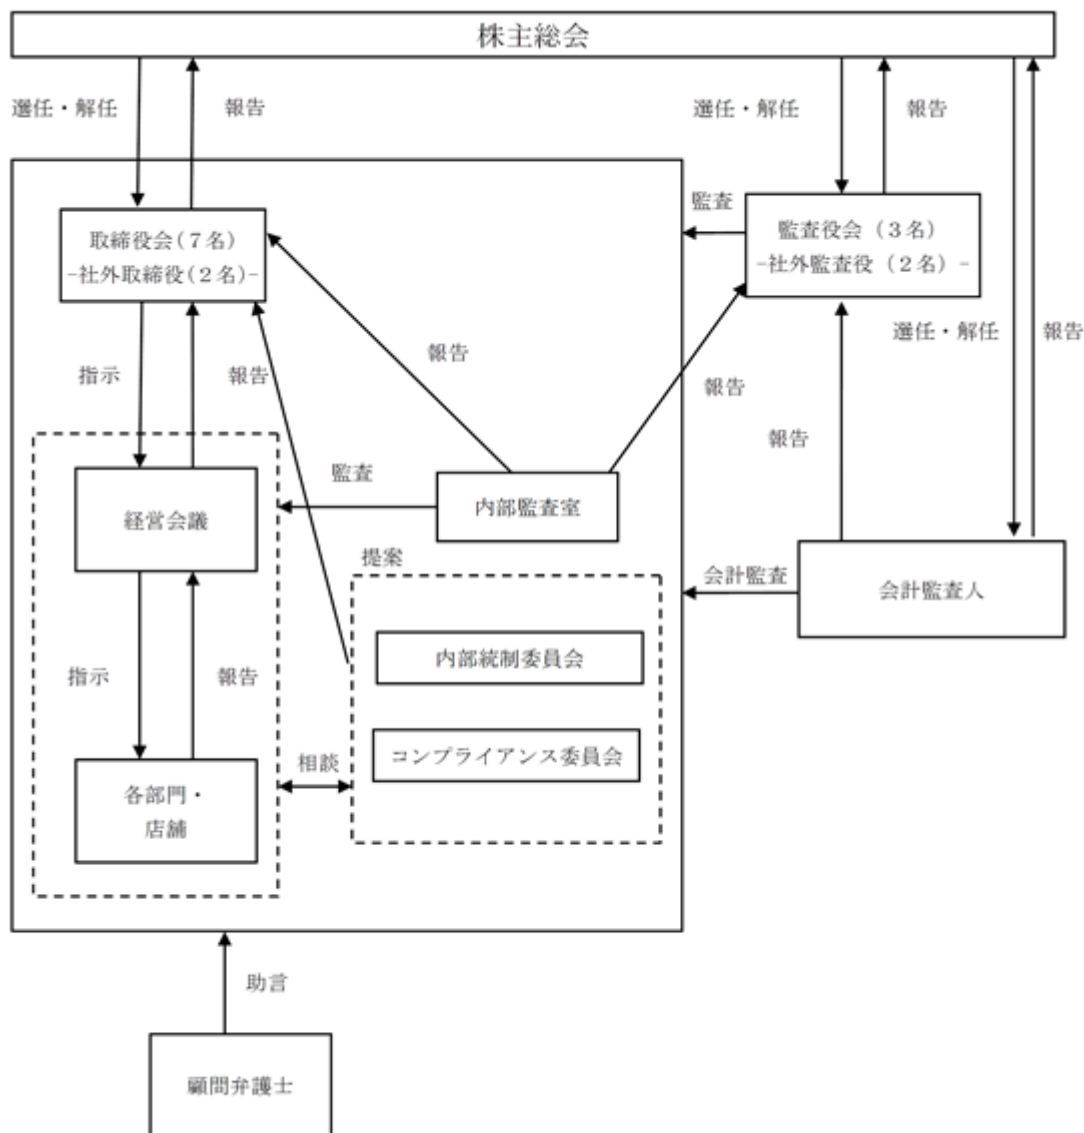 株主総会
選任・解任
報告
選任・解任
報告
取締役会(7名)
-社外取締役(2名)-
監査
監査役会(3名)
-社外監査役(2名)-
選任・解任
報告
指示
報告
報告
報告
報告
監査
経営会議
内部監査室
提案
会計監査
会計監査人
内部統制委員会
指示
報告
コンプライアンス委員会
相談
各部門・
店舗
助言
顧問弁護士